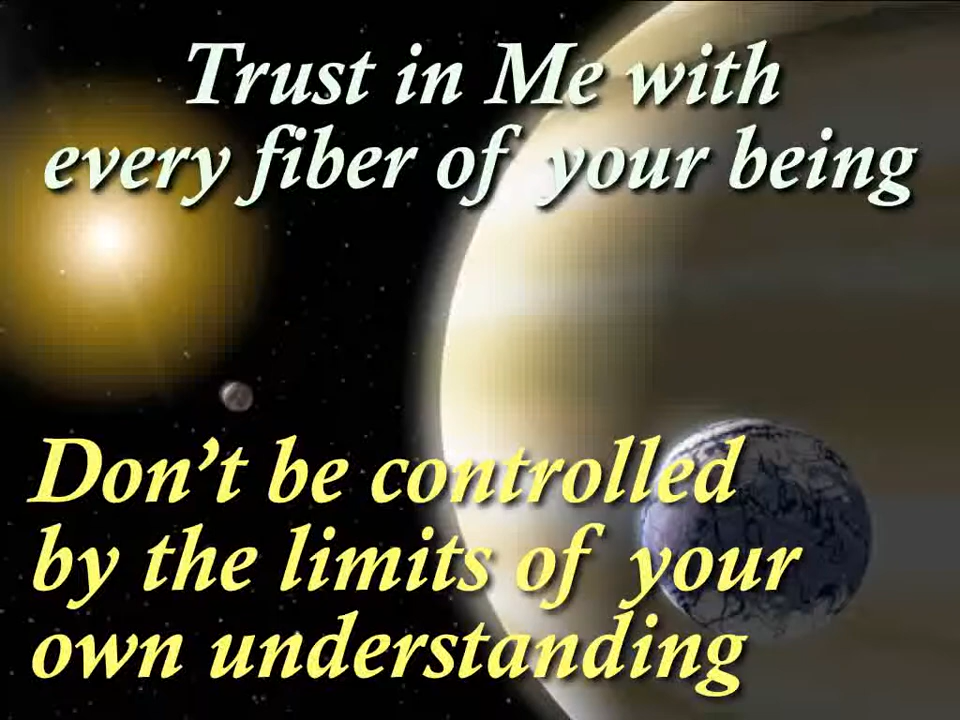 Trust in Me with
every fiber of your being
Don't be controlled
by the limits of your
own understanding